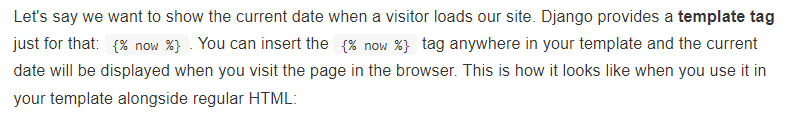 Let's say we want to show the current date when a visitor loads our site. Django provides a template tag
just for that: {% now %} . You can insert the {% now %} tag anywhere in your template and the current
date will be displayed when you visit the page in the browser. This is how it looks like when you use it in
your template alongside regular HTML: